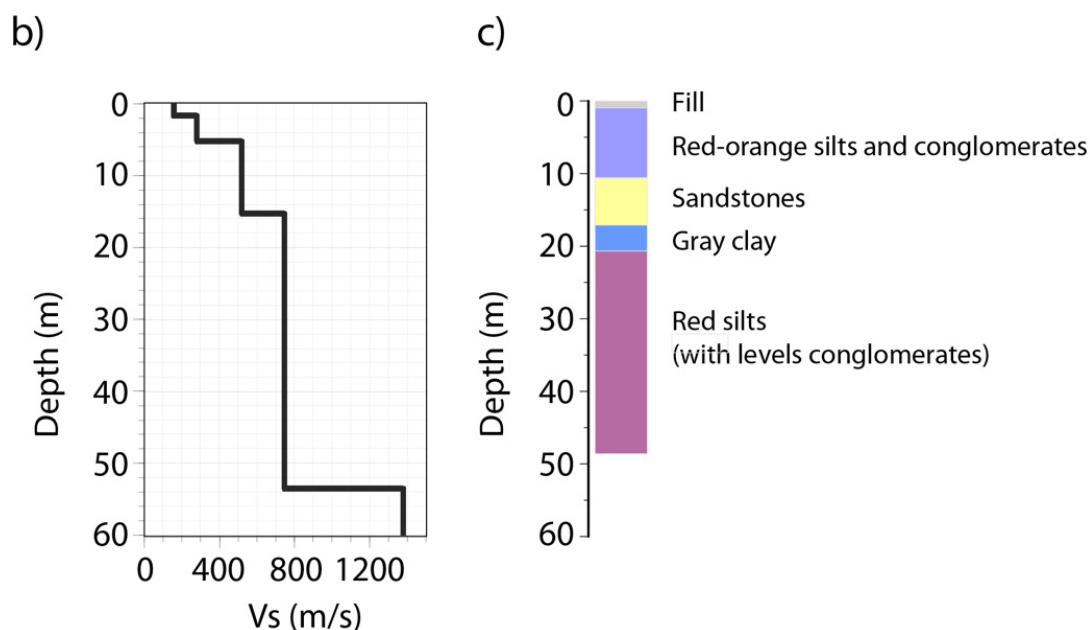 b)
0
10
20
30
40
50
60
Depth (m)
0 400 800 1200
Vs (m/s)
c)
0
10
20
30
40
50
60
Depth (m)
Fill
Red-orange silts and conglomerates
Sandstones
Gray clay
Red silts
(with levels conglomerates)